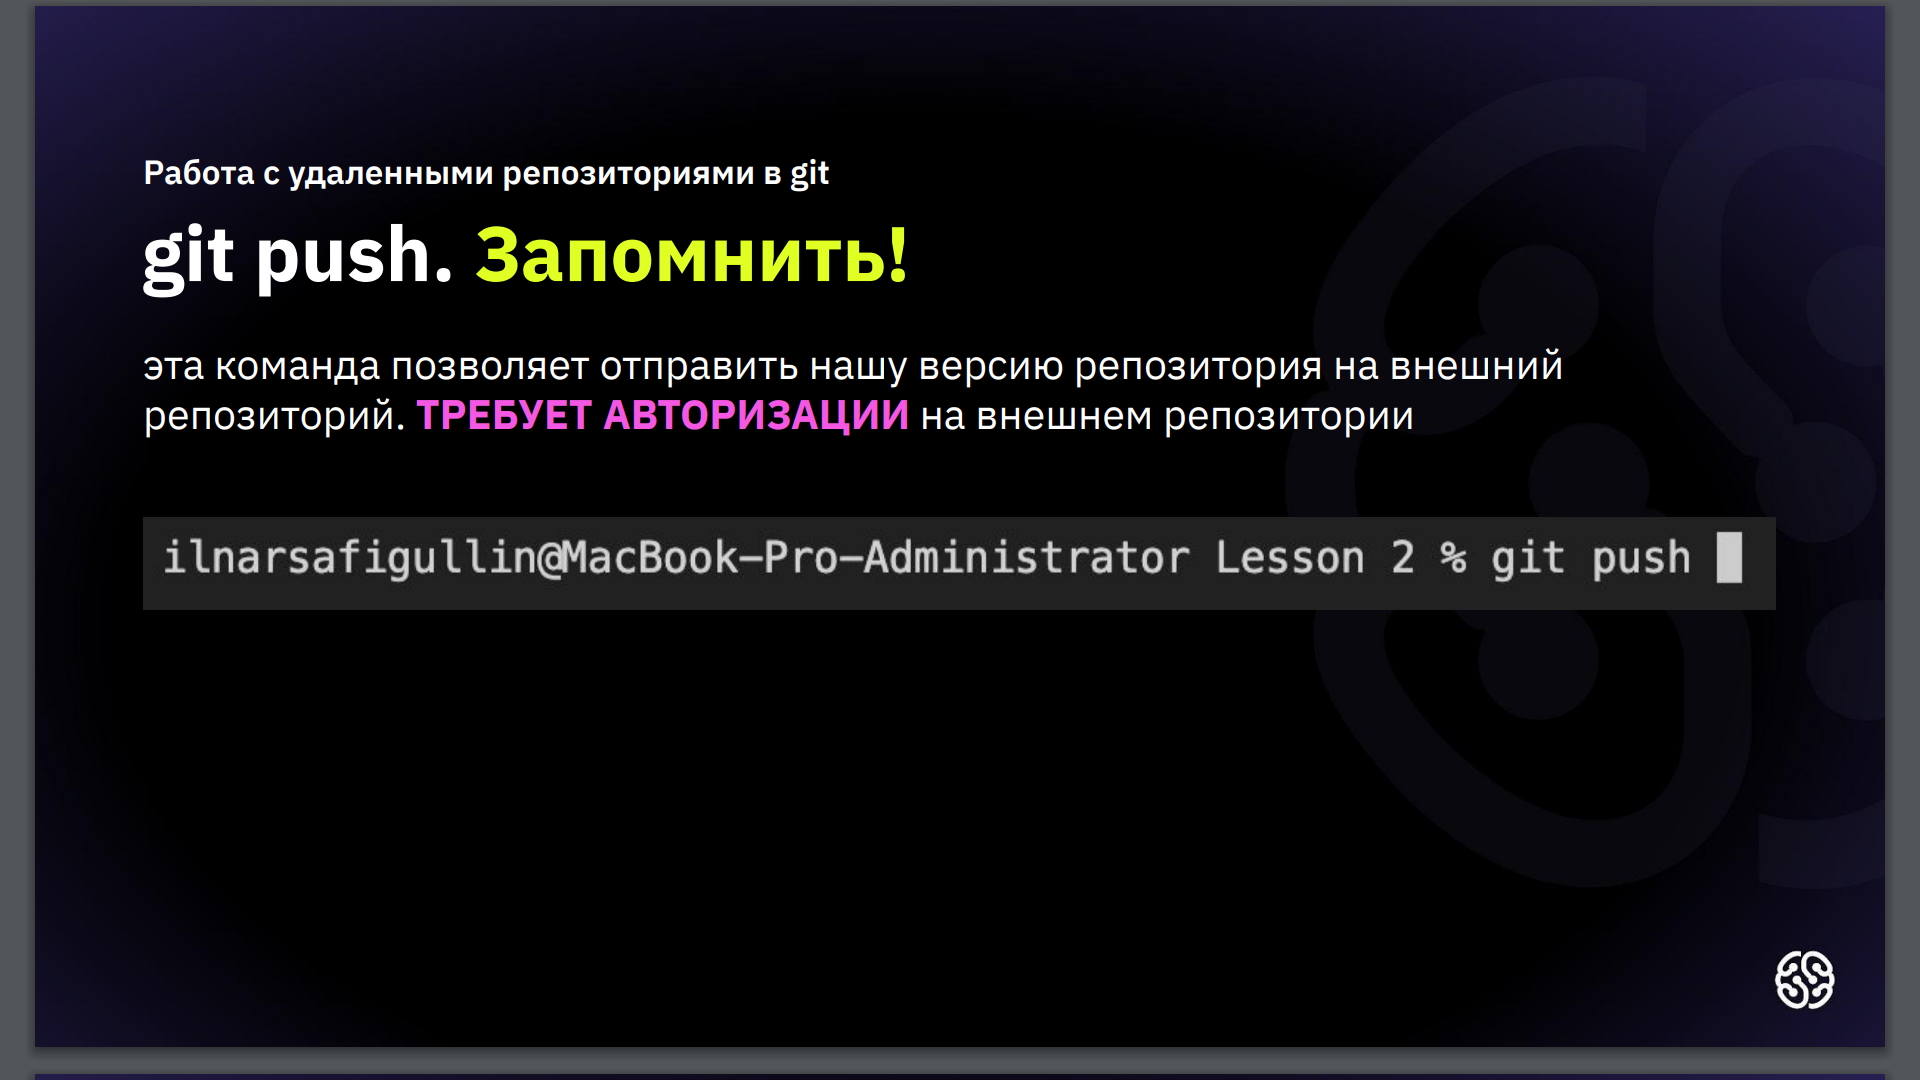 Работа с удаленными репозиториями в git
git push. Запомнить!
эта команда позволяет отправить нашу версию репозитория на внешний
репозиторий. ТРЕБУЕТ АВТОРИЗАЦИИ на внешнем репозитории
ilnarsafigullin@MacBook-Pro-Administrator Lesson 2 % git push